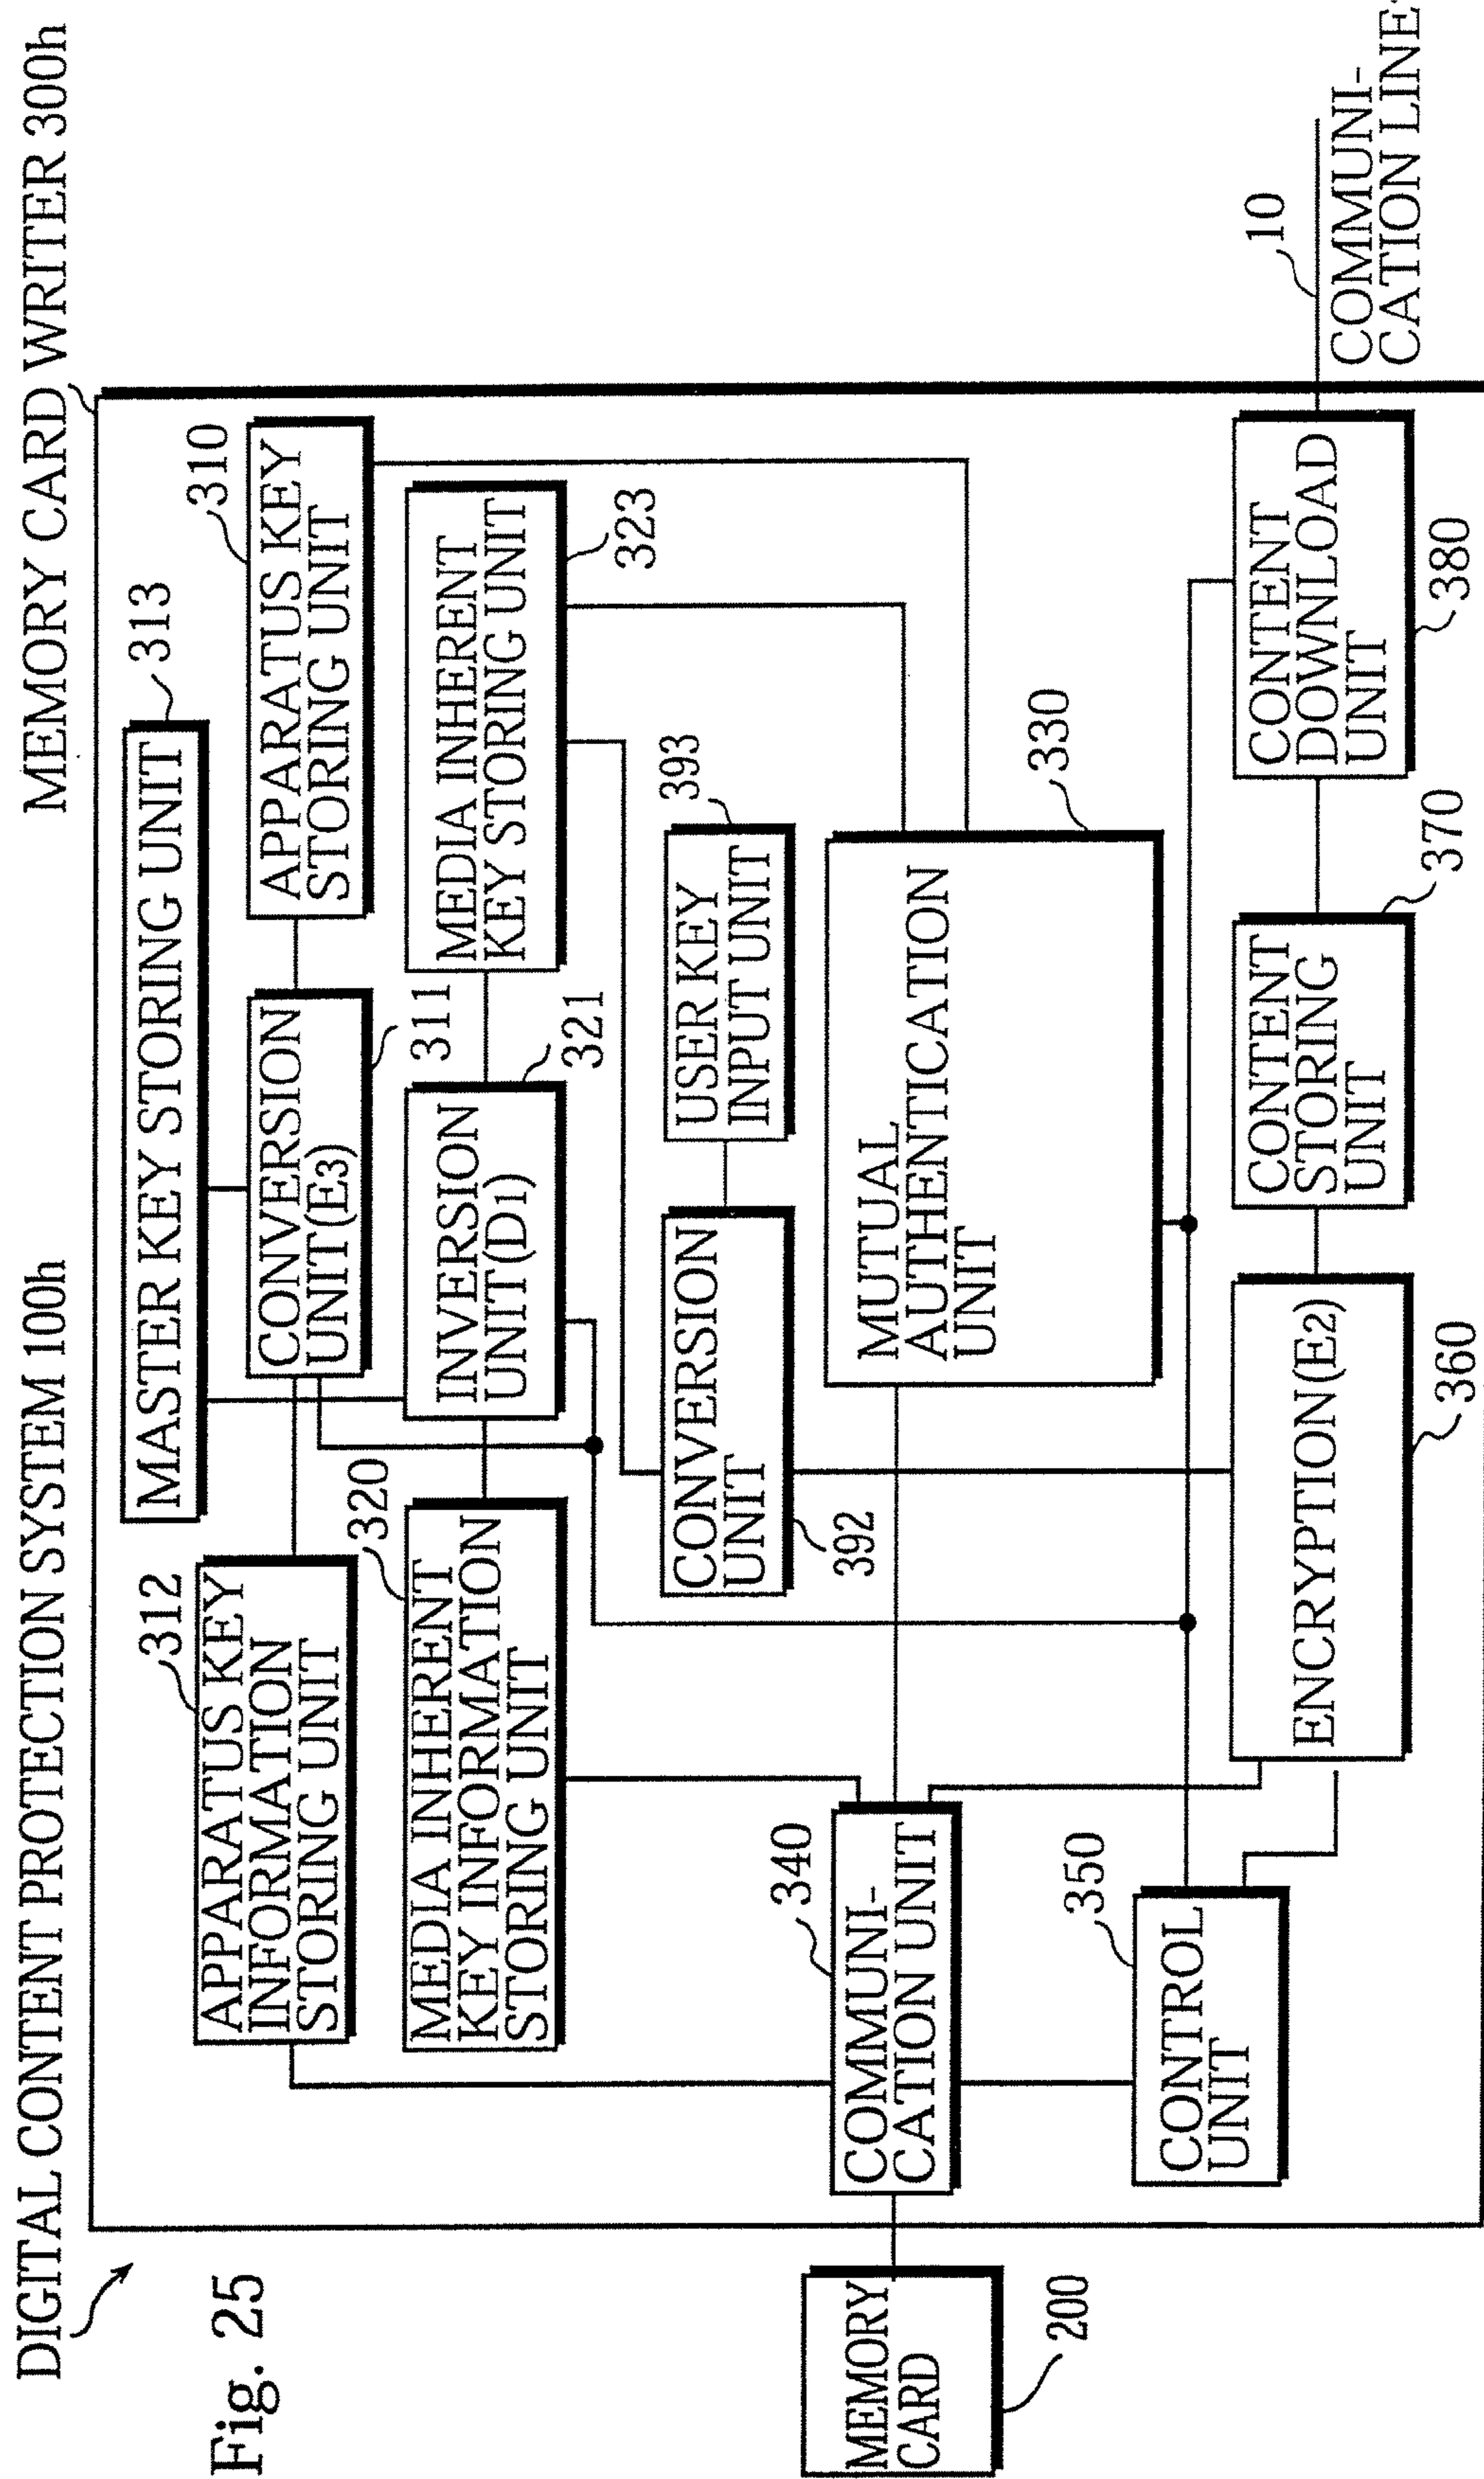 Fig. 25
DIGITAL CONTENT PROTECTION SYSTEM 100h
MEMORY CARD WRITER 300h
MASTER KEY STORING UNIT
313
312
APPARATUS KEY
INFORMATION
STORING UNIT
CONVERSION
UNIT(E3)
311
310
APPARATUS KEY
STORING UNIT
320
MEDIA INHERENT
KEY INFORMATION
STORING UNIT
INVERSION
UNIT(D1)
321
MEDIA INHERENT
KEY STORING UNIT
323
CONVERSION
UNIT
392
USER KEY
INPUT UNIT
393
MEMORY
CARD
200
340
COMMUNI-
CATION UNIT
MUTUAL
AUTHENTICATION
UNIT
330
350
CONTROL
UNIT
ENCRYPTION(E2)
360
CONTENT
STORING
UNIT
370
CONTENT
DOWNLOAD
UNIT
380
10
COMMUNI-
CATION LINE